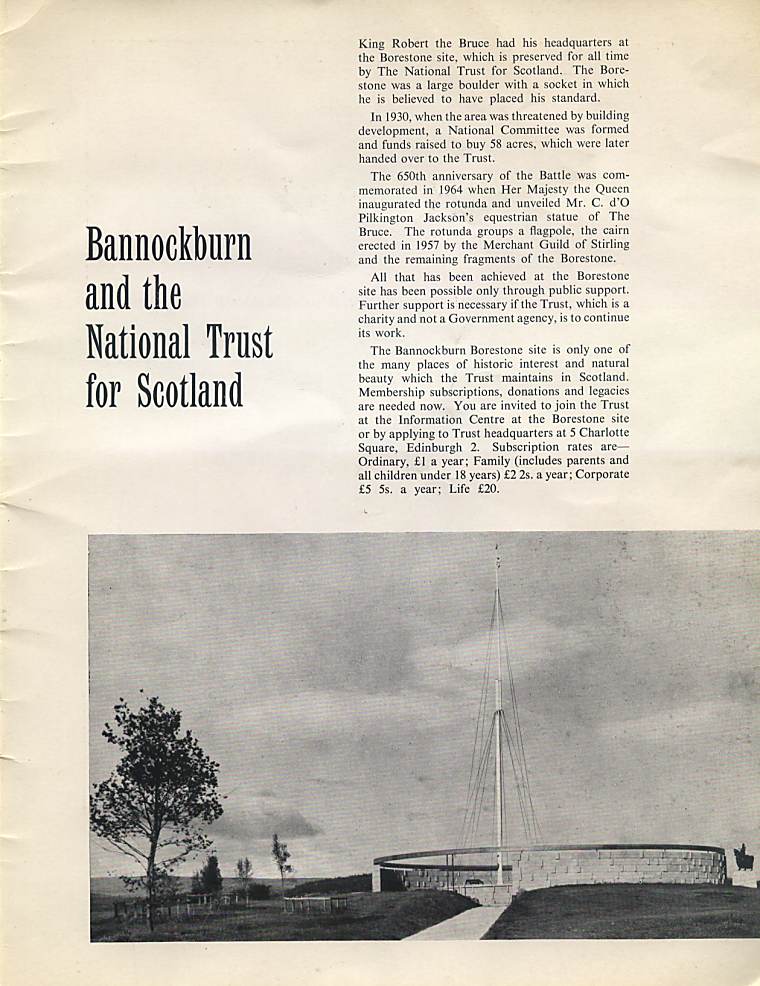 Bannockburn
and the
National Trust
for Scotland
King Robert the Bruce had his headquarters at
the Borestone site, which is preserved for all time
by The National Trust for Scotland. The Bore-
stone was a large boulder with a socket in which
he is believed to have placed his standard.
In 1930, when the area was threatened by building
development, a National Committee was formed
and funds raised to buy 58 acres, which were later
handed over to the Trust.
The 650th anniversary of the Battle was com-
memorated in 1964 when Her Majesty the Queen
inaugurated the rotunda and unveiled Mr. C. d'O
Pilkington Jackson's equestrian statue of The
Bruce. The rotunda groups a flagpole, the cairn
erected in 1957 by the Merchant Guild of Stirling
and the remaining fragments of the Borestone.
All that has been achieved at the Borestone
site has been possible only through public support.
Further support is necessary if the Trust, which is a
charity and not a Government agency, is to continue
its work.
The Bannockburn Borestone site is only one of
the many places of historic interest and natural
beauty which the Trust maintains in Scotland.
Membership subscriptions, donations and legacies
are needed now. You are invited to join the Trust
at the Information Centre at the Borestone site
or by applying to Trust headquarters at 5 Charlotte
Square, Edinburgh 2. Subscription rates are—
Ordinary, £1 a year; Family (includes parents and
all children under 18 years) £2 2s. a year; Corporate
£5 5s. a year; Life £20.